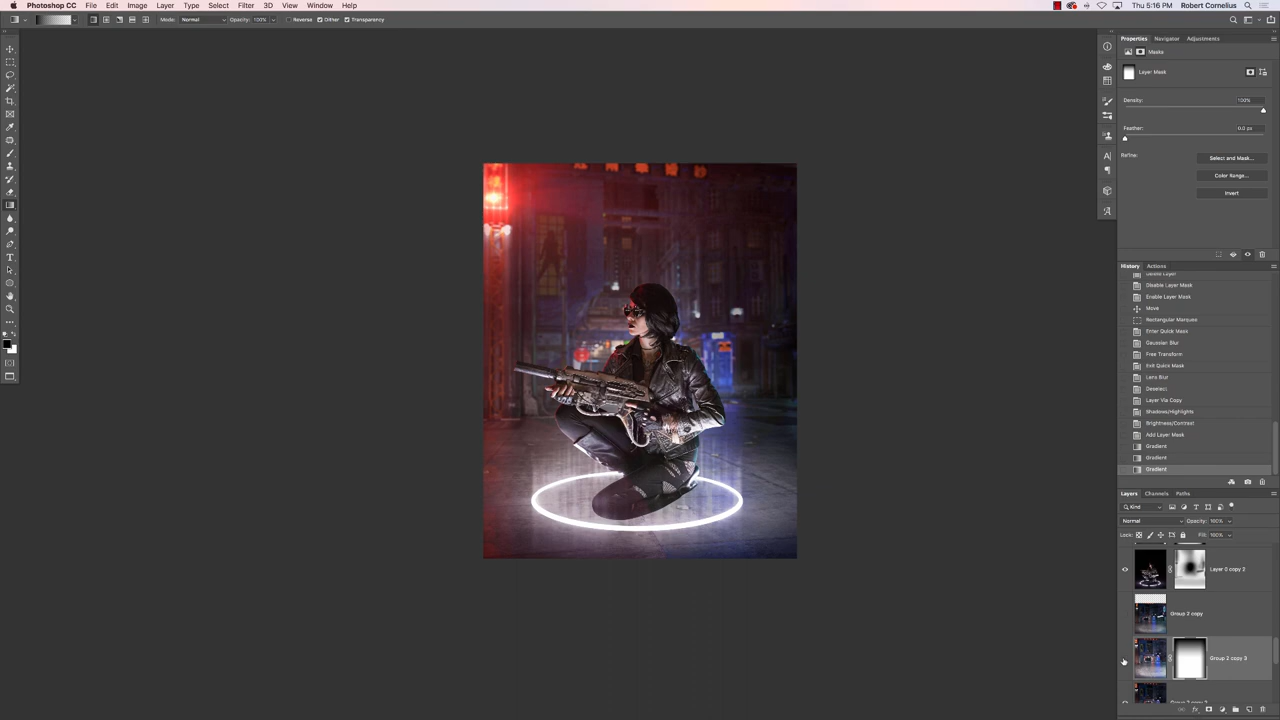 Photoshop CC File Edit Image Layer Type Select Filter 3D View Window Help Thu 5:16 PM Robert Cornelius
Mode: Normal Opacity: 100% Reverse Dither Transparency
Properties Navigator Adjustments
Masks
Layer Mask
Density: 100%
Feather: 0.0 px
Refine: Select and Mask...
Color Range...
Invert
History Actions
Delete Layer
Disable Layer Mask
Enable Layer Mask
Move
Rectangular Marquee
Enter Quick Mask
Gaussian Blur
Free Transform
Exit Quick Mask
Lens Blur
Deselect
Layer Via Copy
Shadows/Highlights
Brightness/Contrast
Add Layer Mask
Gradient
Gradient
Gradient
Layers Channels Paths
Kind
Normal Opacity: 100%
Lock: Fill: 100%
Layer 0 copy 2
Group 2 copy
Group 2 copy 3